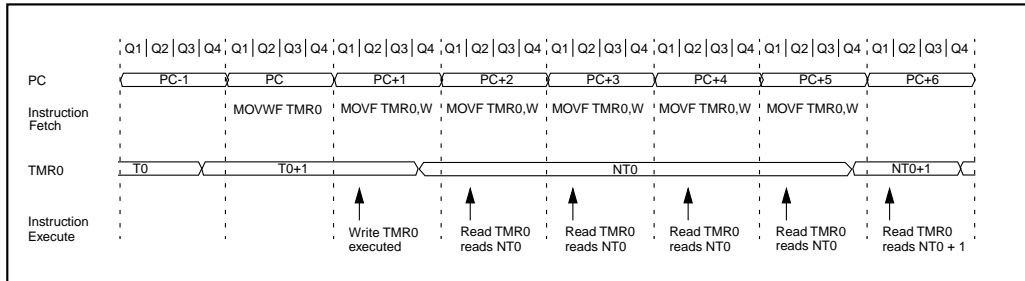 Q1 Q2 Q3 Q4 Q1 Q2 Q3 Q4 Q1 Q2 Q3 Q4 Q1 Q2 Q3 Q4 Q1 Q2 Q3 Q4 Q1 Q2 Q3 Q4 Q1 Q2 Q3 Q4 Q1 Q2 Q3 Q4
PC PC-1 PC PC+1 PC+2 PC+3 PC+4 PC+5 PC+6
Instruction MOVWF TMR0 MOVF TMR0,W MOVF TMR0,W MOVF TMR0,W MOVF TMR0,W MOVF TMR0,W
Fetch
TMR0 T0 T0+1 NT0 NT0+1
Instruction Write TMR0 Read TMR0 Read TMR0 Read TMR0 Read TMR0 Read TMR0
Execute executed reads NT0 reads NT0 reads NT0 reads NT0 reads NT0 + 1